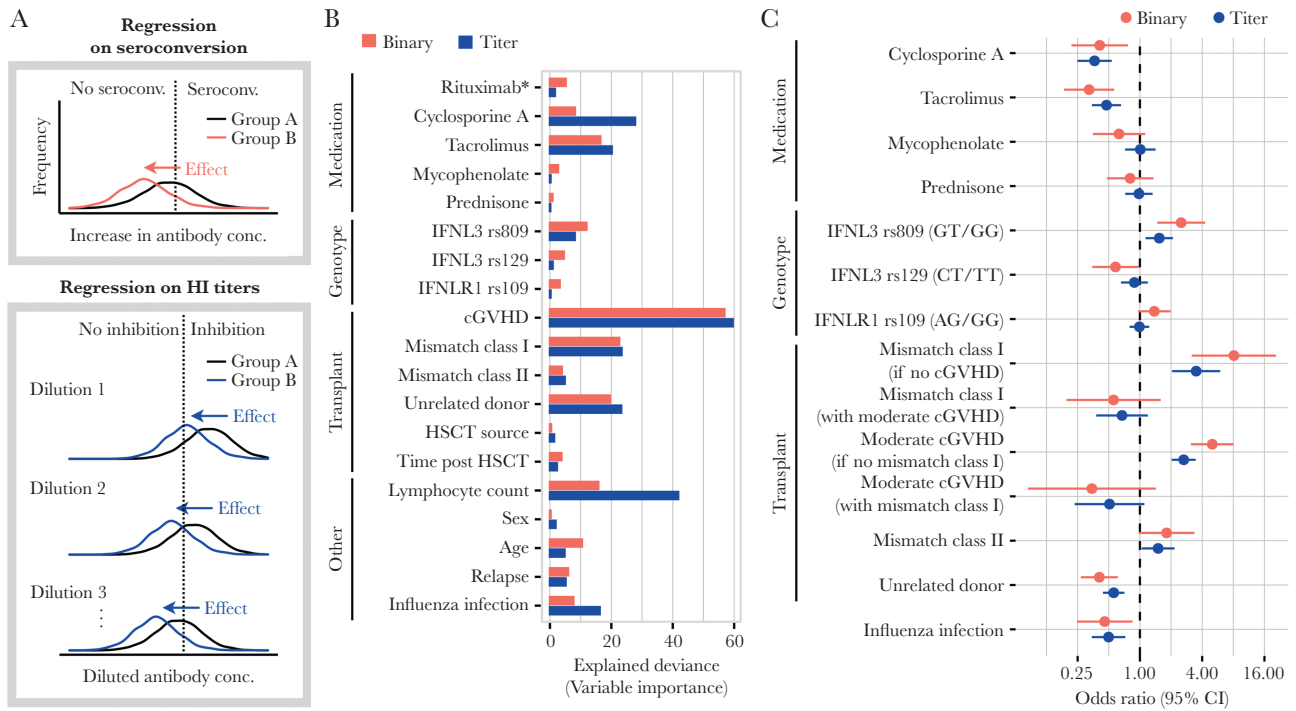 A
Regression
on seroconversion
No seroconv.
Seroconv.
Group A
Group B
Effect
Frequency
Increase in antibody conc.
Regression on HI titers
No inhibition
Inhibition
Group A
Group B
Dilution 1
Effect
Dilution 2
Effect
Dilution 3
Effect
⋮
Diluted antibody conc.
B
Binary
Titer
Medication
Rituximab*
Cyclosporine A
Tacrolimus
Mycophenolate
Prednisone
Genotype
IFNL3 rs809
IFNL3 rs129
IFNLR1 rs109
Transplant
cGVHD
Mismatch class I
Mismatch class II
Unrelated donor
HSCT source
Time post HSCT
Other
Lymphocyte count
Sex
Age
Relapse
Influenza infection
0 20 40 60
Explained deviance
(Variable importance)
C
Binary
Titer
Medication
Cyclosporine A
Tacrolimus
Mycophenolate
Prednisone
Genotype
IFNL3 rs809 (GT/GG)
IFNL3 rs129 (CT/TT)
IFNLR1 rs109 (AG/GG)
Transplant
Mismatch class I
(if no cGVHD)
Mismatch class I
(with moderate cGVHD)
Moderate cGVHD
(if no mismatch class I)
Moderate cGVHD
(with mismatch class I)
Mismatch class II
Unrelated donor
Influenza infection
0.25 1.00 4.00 16.00
Odds ratio (95% CI)